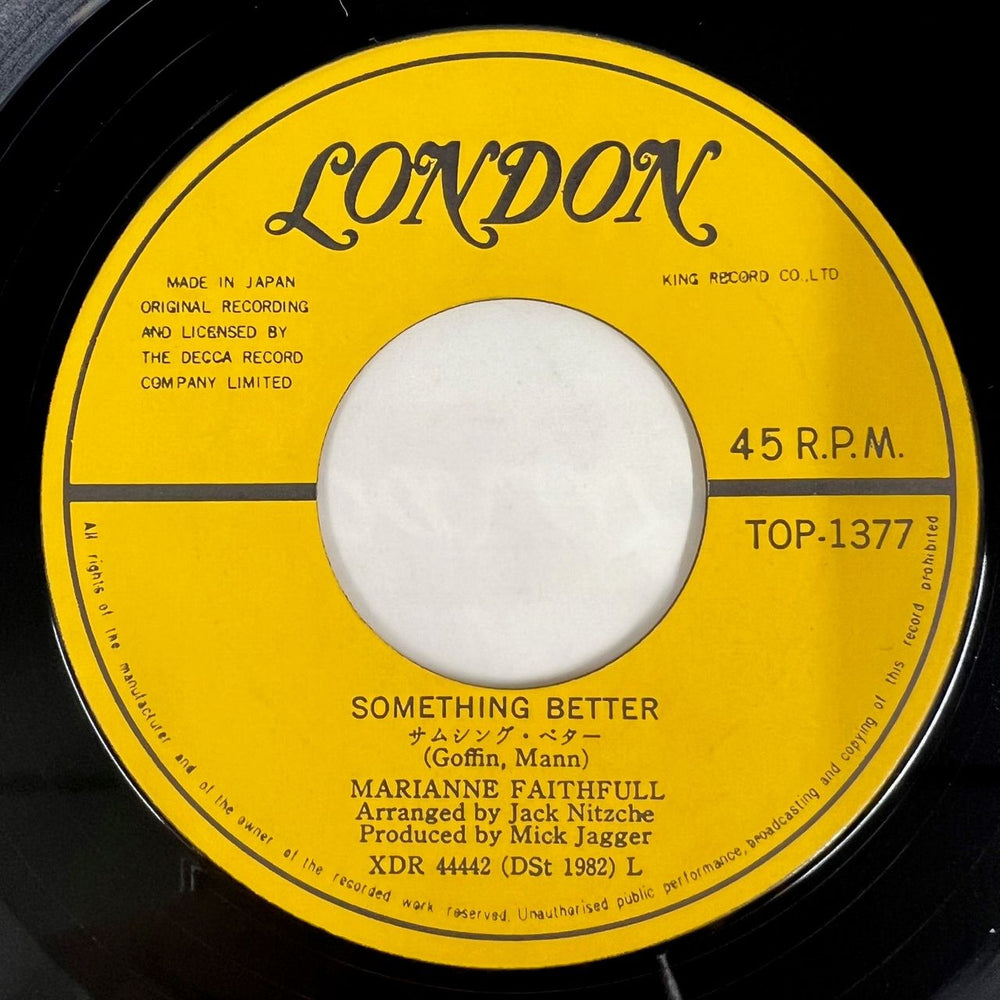 LONDON
MADE IN JAPAN
ORIGINAL RECORDING
AND LICENSED BY
THE DECCA RECORD
COMPANY LIMITED
KING RECORD CO.,LTD
45 R.P.M.
TOP-1377
SOMETHING BETTER
サムシング・ベター
(Goffin, Mann)
MARIANNE FAITHFULL
Arranged by Jack Nitzche
Produced by Mick Jagger
XDR 44442 (DSt 1982) L
All rights of the manufacturer and of the owner of the recorded work reserved. Unauthorised public performance, broadcasting and copying of this record prohibited